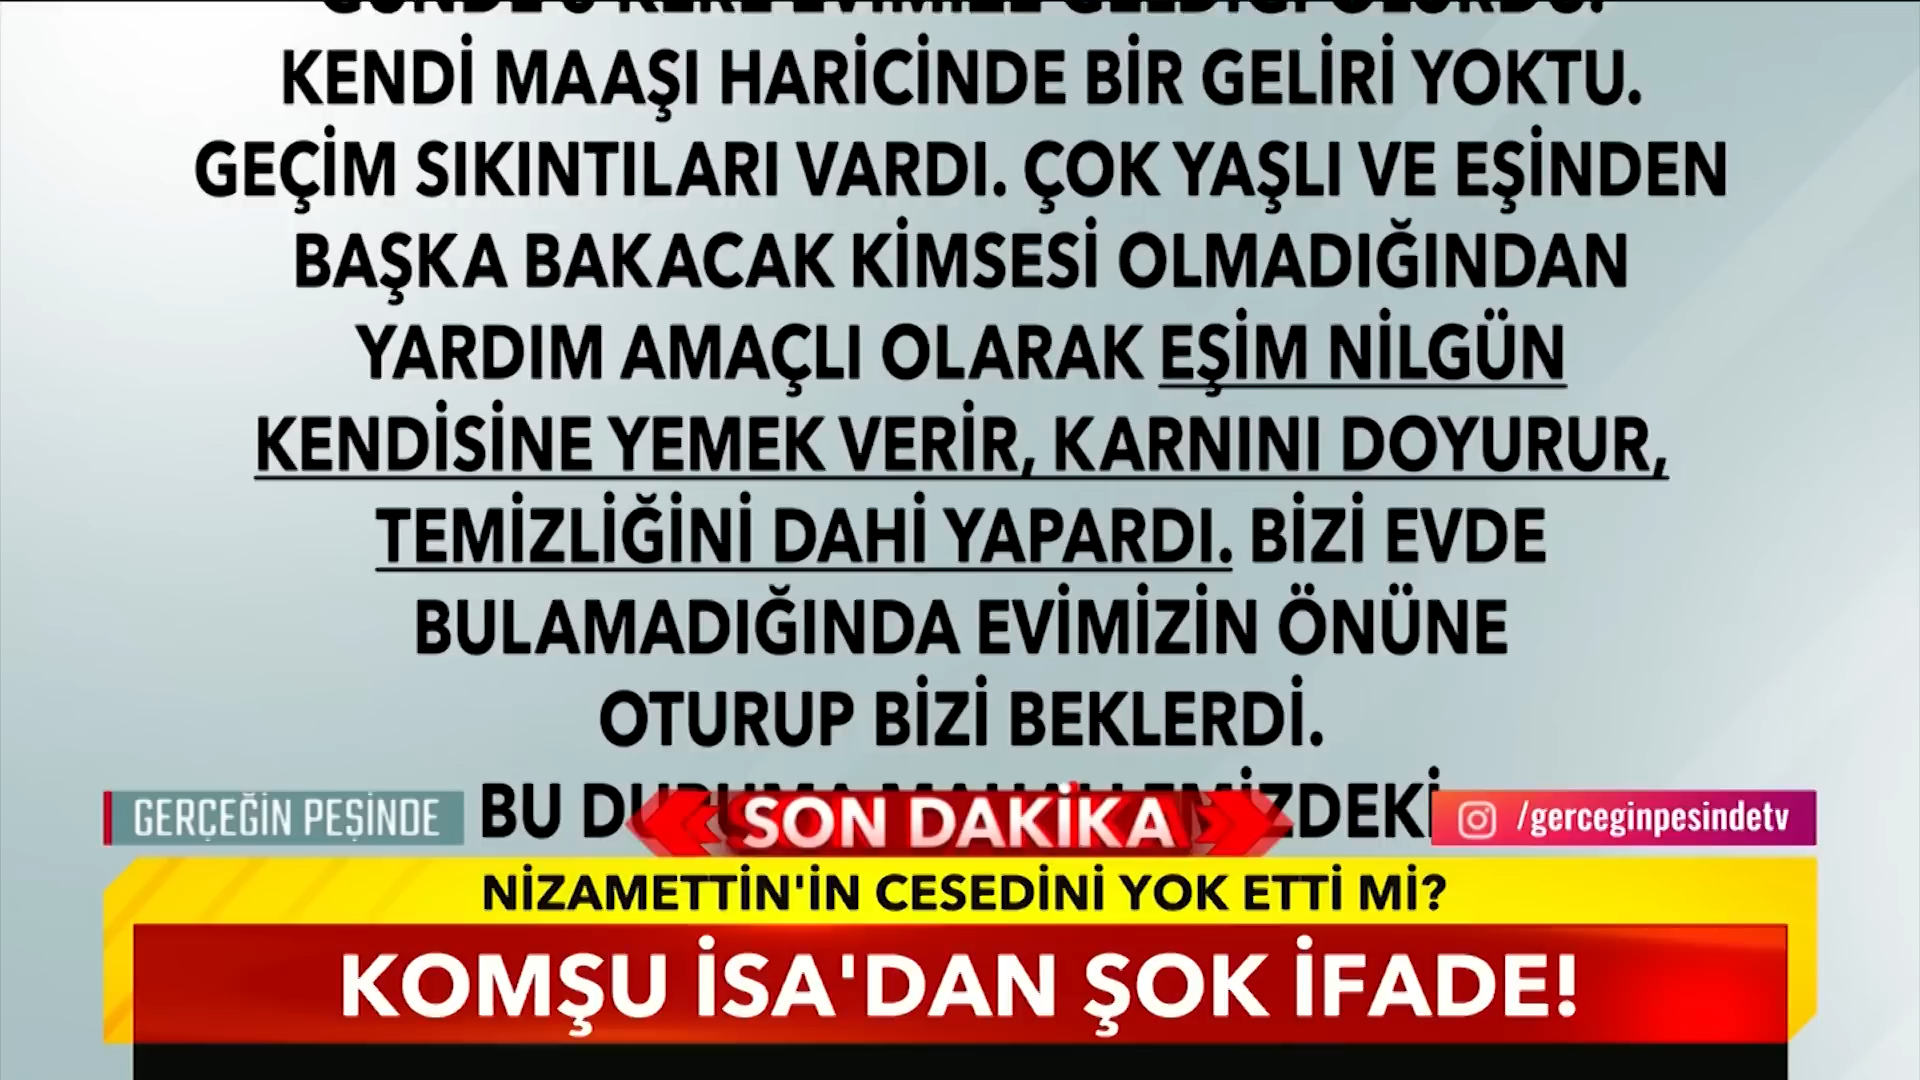 KENDİ MAAŞI HARİCİNDE BİR GELİRİ YOKTU.
GEÇİM SIKINTILARI VARDI. ÇOK YAŞLI VE EŞİNDEN
BAŞKA BAKACAK KİMSESİ OLMADIĞINDAN
YARDIM AMAÇLI OLARAK EŞİM NİLGÜN
KENDİSİNE YEMEK VERİR, KARNINI DOYURUR,
TEMİZLİĞİNİ DAHİ YAPARDI. BİZİ EVDE
BULAMADIĞINDA EVİMİZİN ÖNÜNE
OTURUP BİZİ BEKLERDİ.
BU
GERÇEĞİN PEŞİNDE
SON DAKİKA
/gerceginpesindetv
NİZAMETTİN'İN CESEDİNİ YOK ETTİ Mİ?
KOMŞU İSA'DAN ŞOK İFADE!